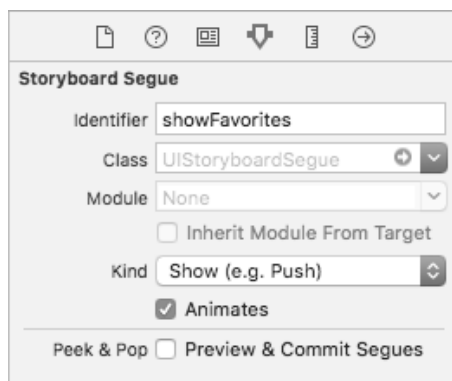 Storyboard Segue
Identifier showFavorites
Class UIStoryboardSegue
Module None
Inherit Module From Target
Kind Show (e.g. Push)
Animates
Peek & Pop Preview & Commit Segues